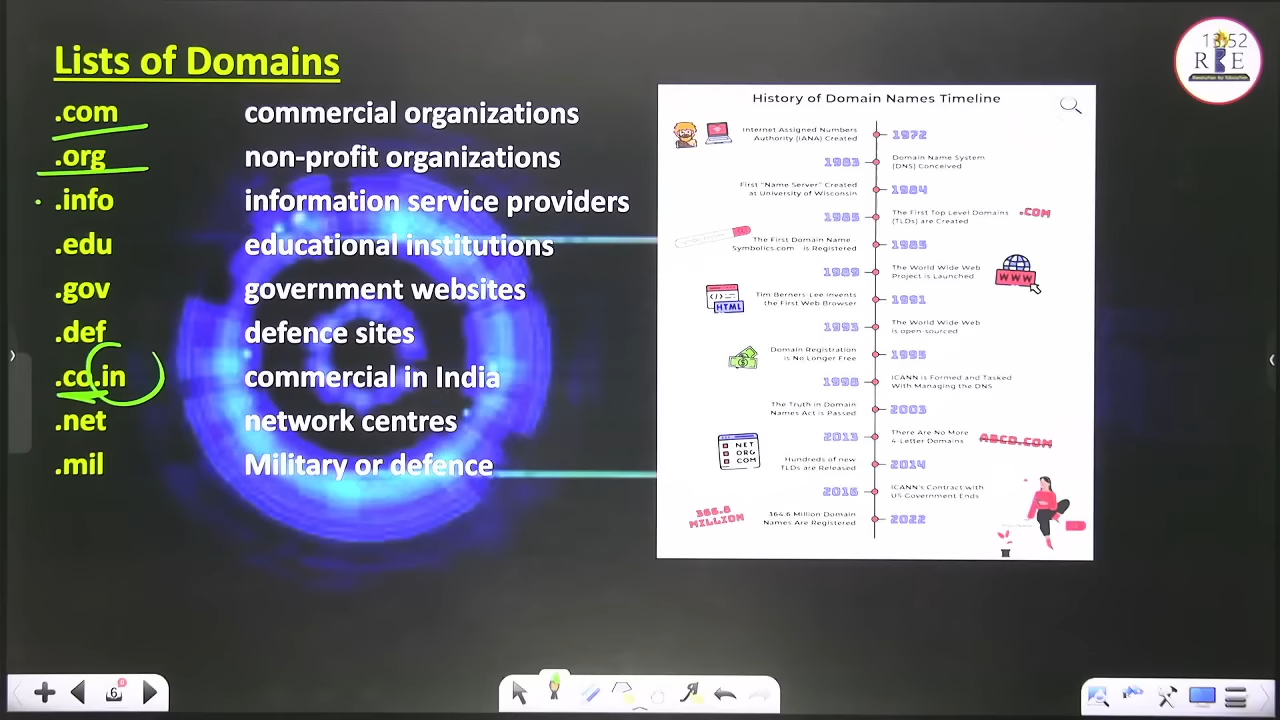 Lists of Domains
.com commercial organizations
.org non-profit organizations
.info information service providers
.edu educational institutions
.gov government websites
.def defence sites
.co.in commercial in India
.net network centres
.mil Military or defence
13:52
R E
Revolution by Education
History of Domain Names Timeline
Internet Assigned Numbers
Authority (IANA) Created
1972
1983
Domain Name System
(DNS) Conceived
First "Name Server" Created
at University of Wisconsin
1984
1985
The First Top Level Domains
(TLDs) are Created
.COM
The First Domain Name
Symbolics.com is Registered
1985
1989
The World Wide Web
Project is Launched
WWW
Tim Berners-Lee Invents
the First Web Browser
</>
HTML
1991
1993
The World Wide Web
is open-sourced
Domain Registration
is No Longer Free
1995
1998
ICANN is Formed and Tasked
With Managing the DNS
The Truth in Domain
Names Act is Passed
2003
2013
There Are No More
4-Letter Domains
ABCD.COM
NET
ORG
COM
Hundreds of new
TLDs are Released
2014
2016
ICANN's Contract with
US Government Ends
366.8
MILLION
364.6 Million Domain
Names Are Registered
2022
6
8